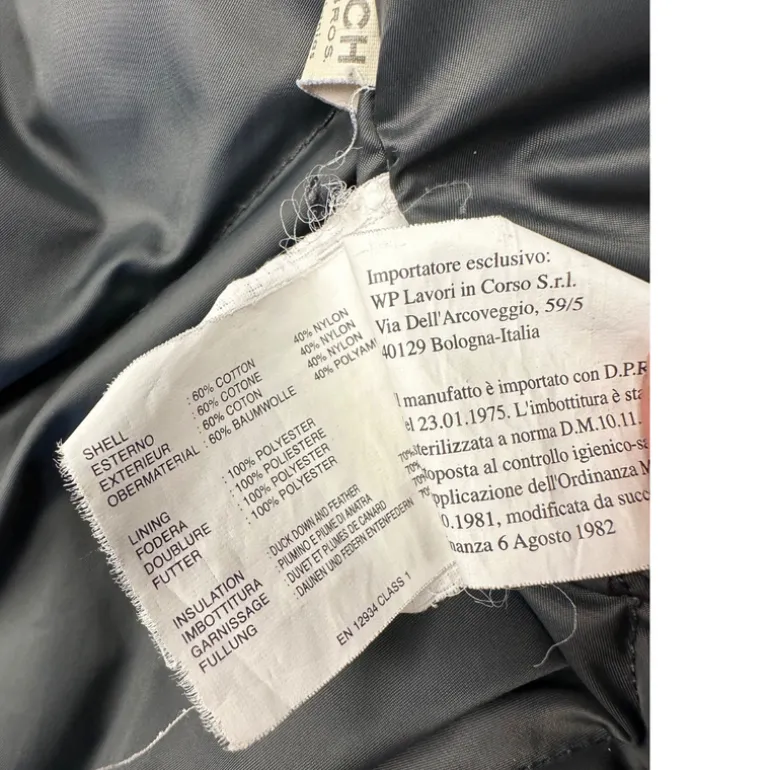 CH
ROS.
SHELL : 60% COTTON 40% NYLON
ESTERNO : 60% COTONE 40% NYLON
EXTERIEUR : 60% COTON 40% NYLON
OBERMATERIAL : 60% BAUMWOLLE 40% POLYAMI
LINING : 100% POLYESTER
FODERA : 100% POLIESTERE
DOUBLURE : 100% POLYESTER
FUTTER : 100% POLYESTER
INSULATION : DUCK DOWN AND FEATHER 70%
IMBOTTITURA : PIUMINO E PIUME DI ANATRA 70%
GARNISSAGE : DUVET ET PLUMES DE CANARD 70%
FULLUNG : DAUNEN UND FEDERN ENTENFEDERN 70%
EN 12934 CLASS 1
Importatore esclusivo:
WP Lavori in Corso S.r.l.
Via Dell'Arcoveggio, 59/5
40129 Bologna-Italia
l manufatto è importato con D.P.R
el 23.01.1975. L'imbottitura è sta
terilizzata a norma D.M.10.11.
oposta al controllo igienico-sa
pplicazione dell'Ordinanza M
0.1981, modificata da succ
nanza 6 Agosto 1982